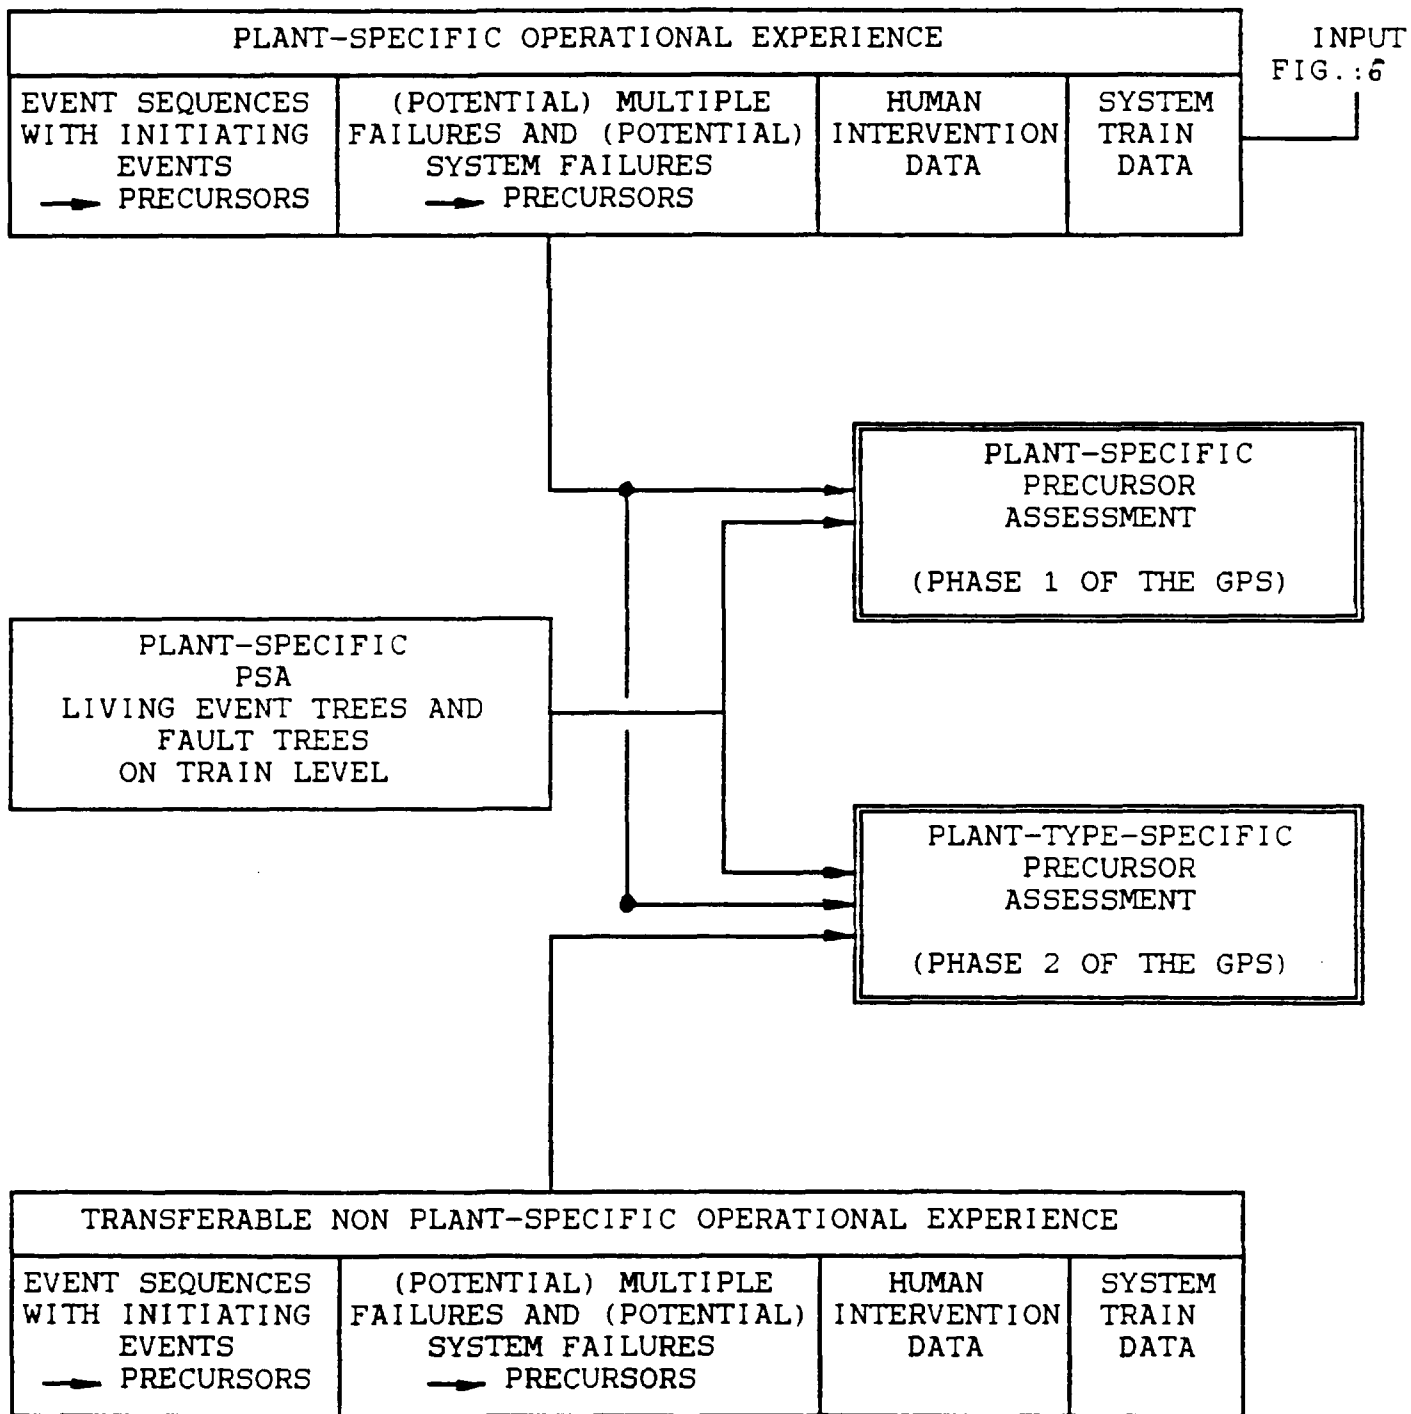 PLANT-SPECIFIC OPERATIONAL EXPERIENCE
INPUT
FIG.:6
EVENT SEQUENCES
WITH INITIATING
EVENTS
PRECURSORS
(POTENTIAL) MULTIPLE
FAILURES AND (POTENTIAL)
SYSTEM FAILURES
PRECURSORS
HUMAN
INTERVENTION
DATA
SYSTEM
TRAIN
DATA
PLANT-SPECIFIC
PRECURSOR
ASSESSMENT
(PHASE 1 OF THE GPS)
PLANT-SPECIFIC
PSA
LIVING EVENT TREES AND
FAULT TREES
ON TRAIN LEVEL
PLANT-TYPE-SPECIFIC
PRECURSOR
ASSESSMENT
(PHASE 2 OF THE GPS)
TRANSFERABLE NON PLANT-SPECIFIC OPERATIONAL EXPERIENCE
EVENT SEQUENCES
WITH INITIATING
EVENTS
PRECURSORS
(POTENTIAL) MULTIPLE
FAILURES AND (POTENTIAL)
SYSTEM FAILURES
PRECURSORS
HUMAN
INTERVENTION
DATA
SYSTEM
TRAIN
DATA